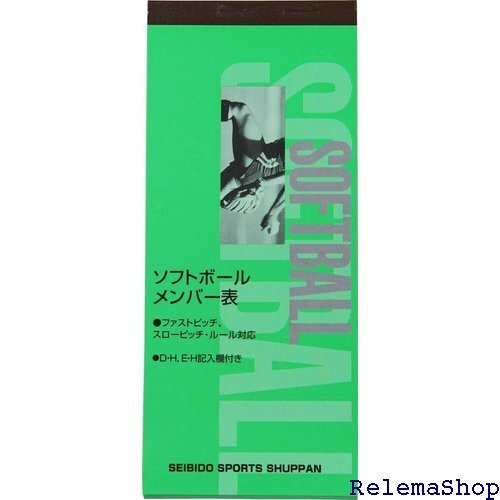 SOFTBALL
SOFTBALL
ソフトボール
メンバー表
●ファストピッチ、
スローピッチ・ルール対応
●D・H、E・H記入欄付き
SEIBIDO SPORTS SHUPPAN
RelemaShop